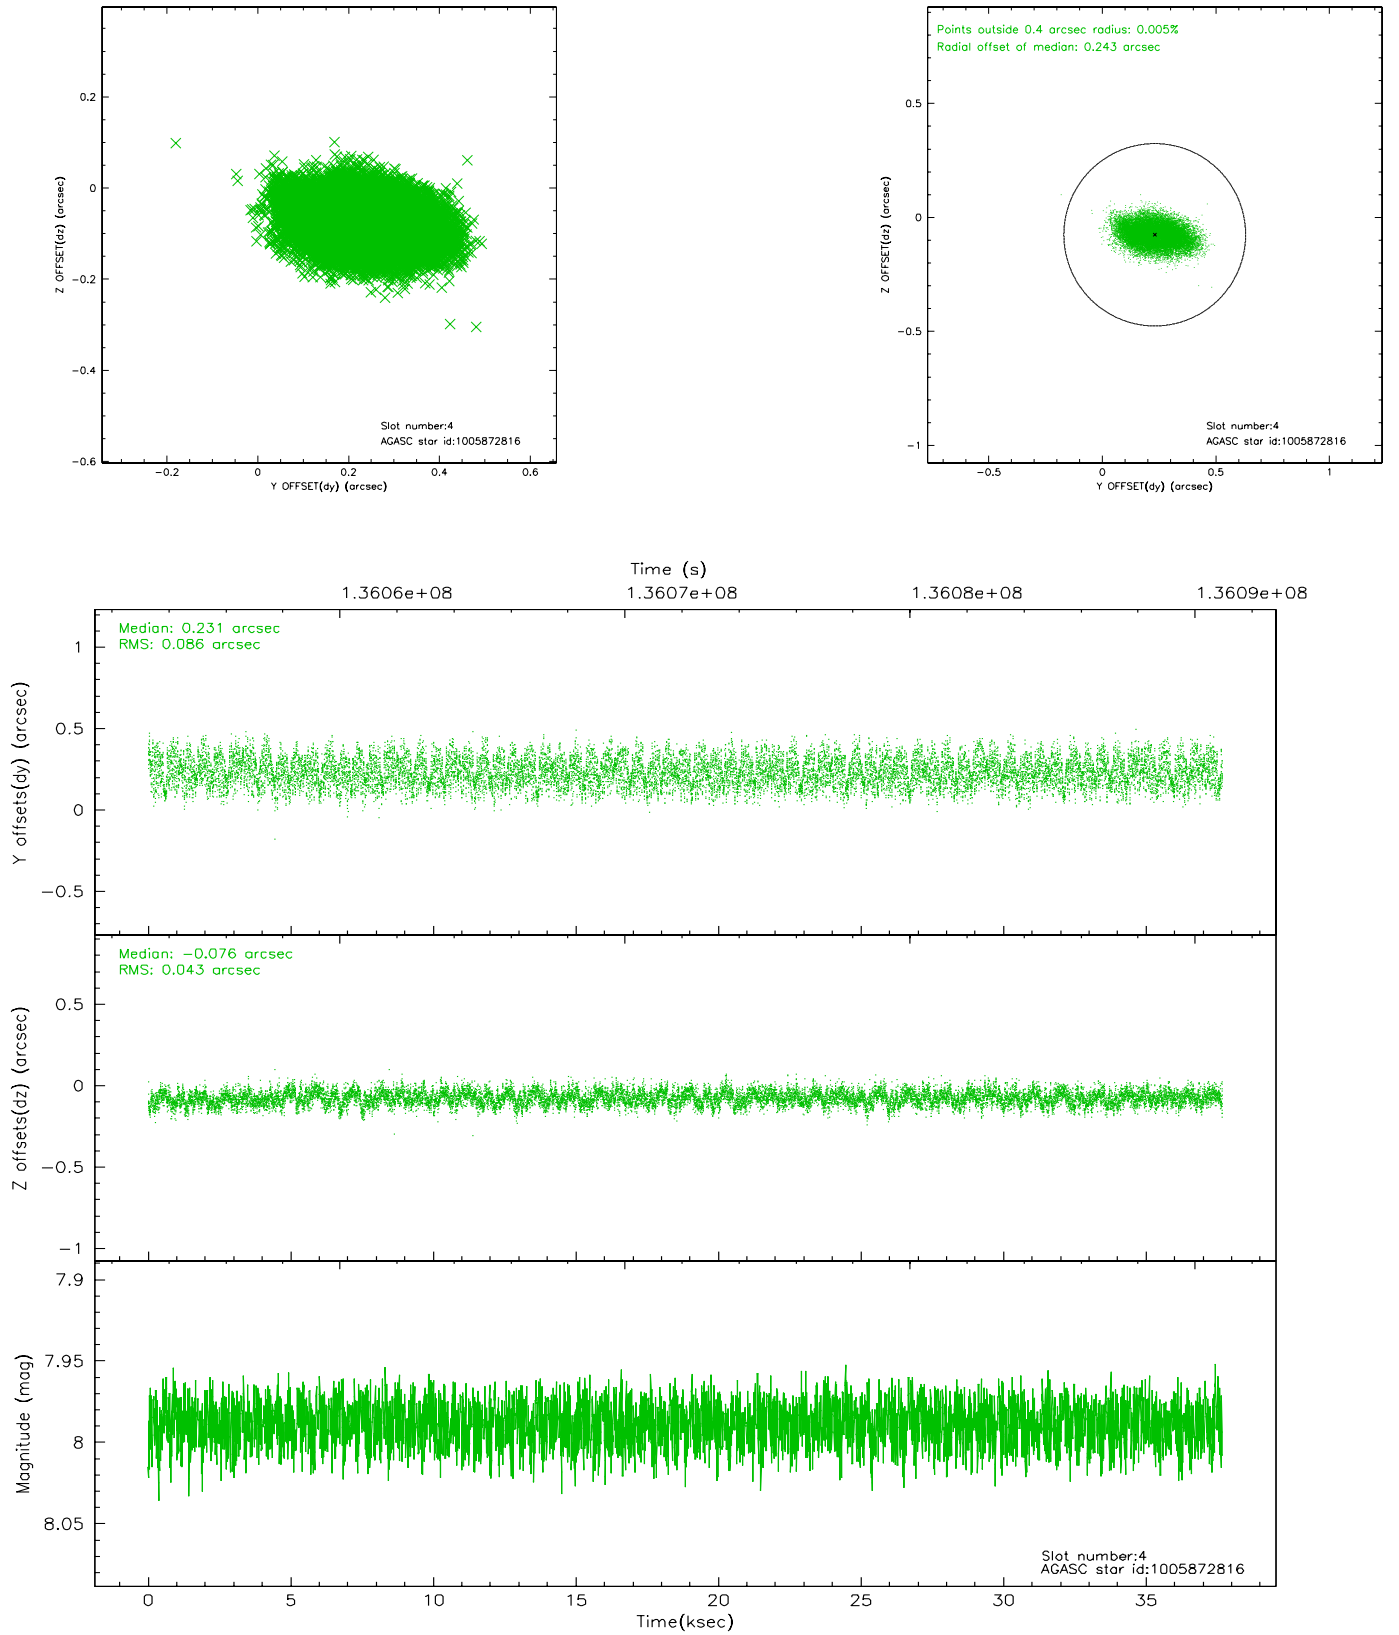 0.2
0
−0.2
−0.4
−0.6
Z OFFSET(dz) (arcsec)
Slot number:4
AGASC star id:1005872816
−0.2 0 0.2 0.4 0.6
Y OFFSET(dy) (arcsec)
Points outside 0.4 arcsec radius: 0.005%
Radial offset of median: 0.243 arcsec
0.5
0
−0.5
−1
Z OFFSET(dz) (arcsec)
Slot number:4
AGASC star id:1005872816
−0.5 0 0.5 1
Y OFFSET(dy) (arcsec)
Time (s)
1.3606e+08 1.3607e+08 1.3608e+08 1.3609e+08
Median: 0.231 arcsec
RMS: 0.086 arcsec
1
0.5
0
−0.5
Y offsets(dy) (arcsec)
Median: −0.076 arcsec
RMS: 0.043 arcsec
0.5
0
−0.5
−1
Z offsets(dz) (arcsec)
7.9
7.95
8
8.05
Magnitude (mag)
Slot number:4
AGASC star id:1005872816
0 5 10 15 20 25 30 35
Time(ksec)